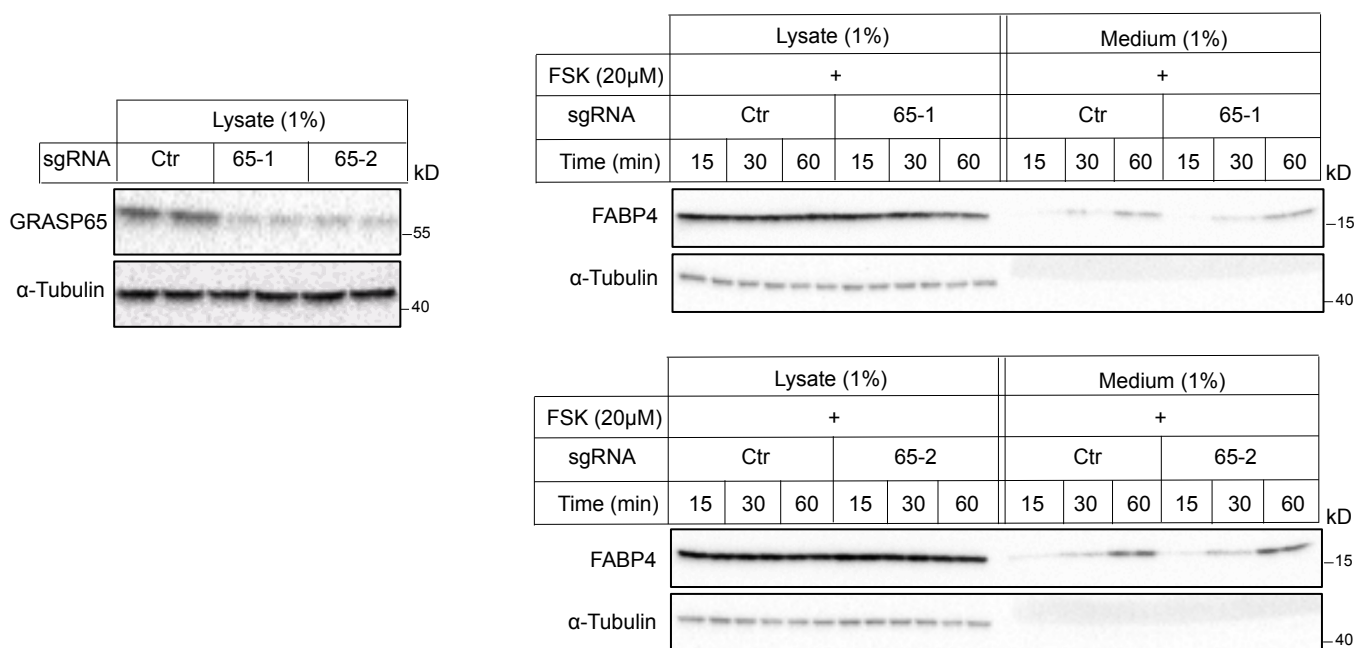 Lysate (1%)
sgRNA Ctr 65-1 65-2 kD
GRASP65
55
α-Tubulin
40
Lysate (1%) Medium (1%)
FSK (20μM) + +
sgRNA Ctr 65-1 Ctr 65-1
Time (min) 15 30 60 15 30 60 15 30 60 15 30 60 kD
FABP4
15
α-Tubulin
40
Lysate (1%) Medium (1%)
FSK (20μM) + +
sgRNA Ctr 65-2 Ctr 65-2
Time (min) 15 30 60 15 30 60 15 30 60 15 30 60 kD
FABP4
15
α-Tubulin
40